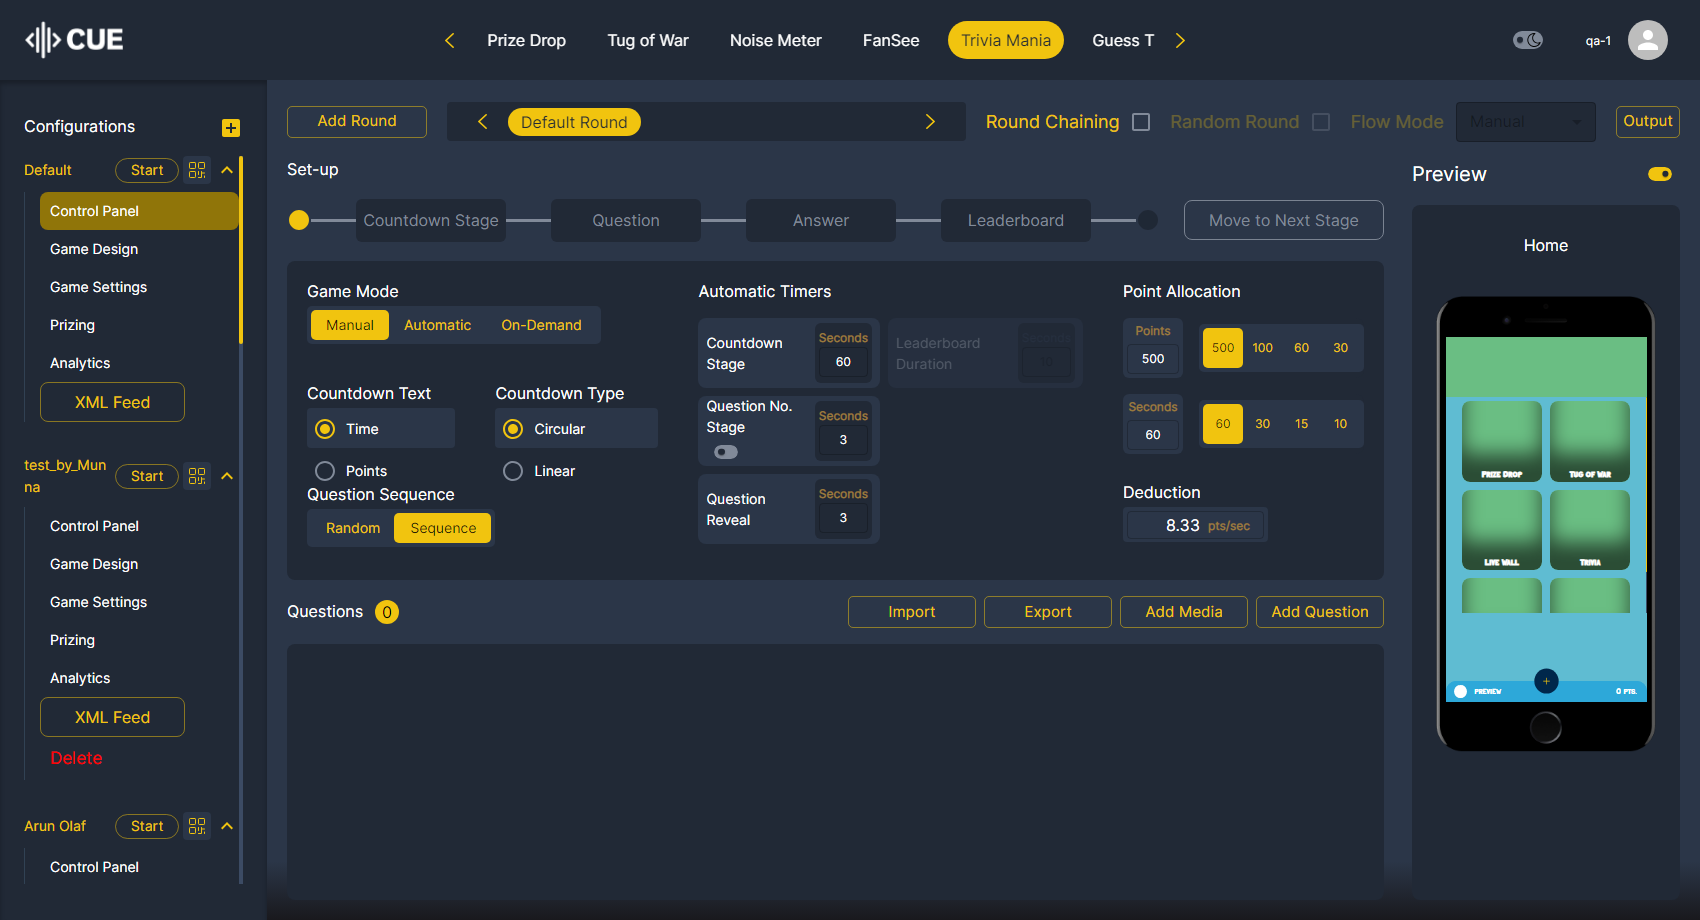 CUE
Prize Drop
Tug of War
Noise Meter
FanSee
Trivia Mania
Guess T
qa-1
Configurations
Default
Start
Control Panel
Game Design
Game Settings
Prizing
Analytics
XML Feed
test_by_Mun
na
Start
Control Panel
Game Design
Game Settings
Prizing
Analytics
XML Feed
Delete
Arun Olaf
Start
Control Panel
Add Round
Default Round
Round Chaining
Random Round
Flow Mode
Manual
Output
Set-up
Countdown Stage
Question
Answer
Leaderboard
Move to Next Stage
Game Mode
Manual
Automatic
On-Demand
Countdown Text
Time
Points
Countdown Type
Circular
Linear
Question Sequence
Random
Sequence
Automatic Timers
Countdown
Stage
Seconds
60
Leaderboard
Duration
Seconds
10
Question No.
Stage
Seconds
3
Question
Reveal
Seconds
3
Point Allocation
Points
500
500
100
60
30
Seconds
60
60
30
15
10
Deduction
8.33 pts/sec
Questions 0
Import
Export
Add Media
Add Question
Preview
Home
PRIZE DROP
TUG OF WAR
LIVE WALL
TRIVIA
PREVIEW
0 PTS.